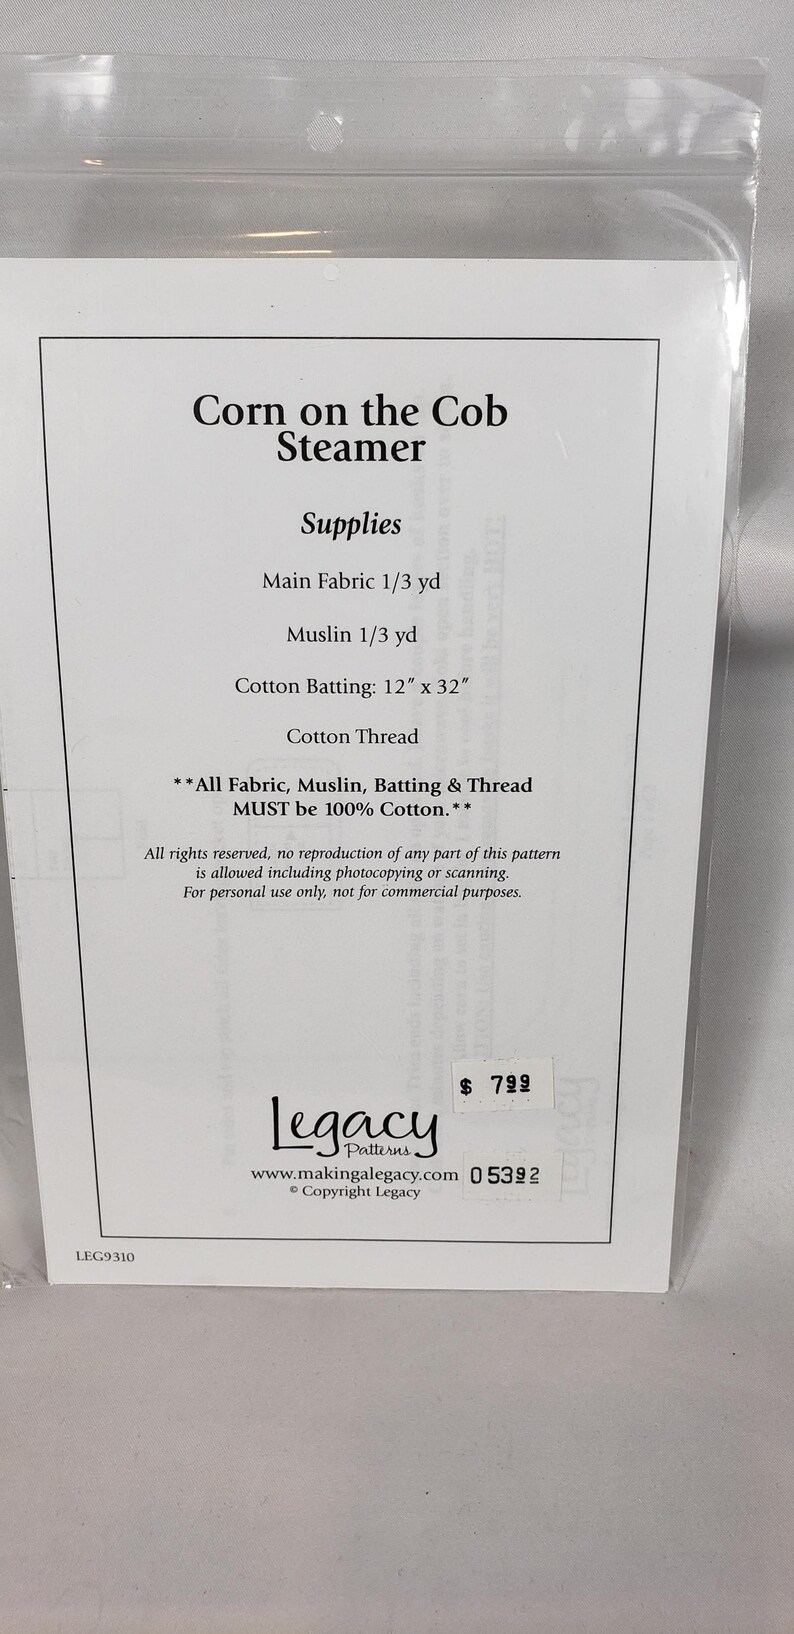 Corn on the Cob
Steamer
Supplies
Main Fabric 1/3 yd
Muslin 1/3 yd
Cotton Batting: 12" x 32"
Cotton Thread
**All Fabric, Muslin, Batting & Thread
MUST be 100% Cotton.**
All rights reserved, no reproduction of any part of this pattern
is allowed including photocopying or scanning.
For personal use only, not for commercial purposes.
$ 799
Legacy
Patterns
www.makingalegacy.com 05392
© Copyright Legacy
LEG9310